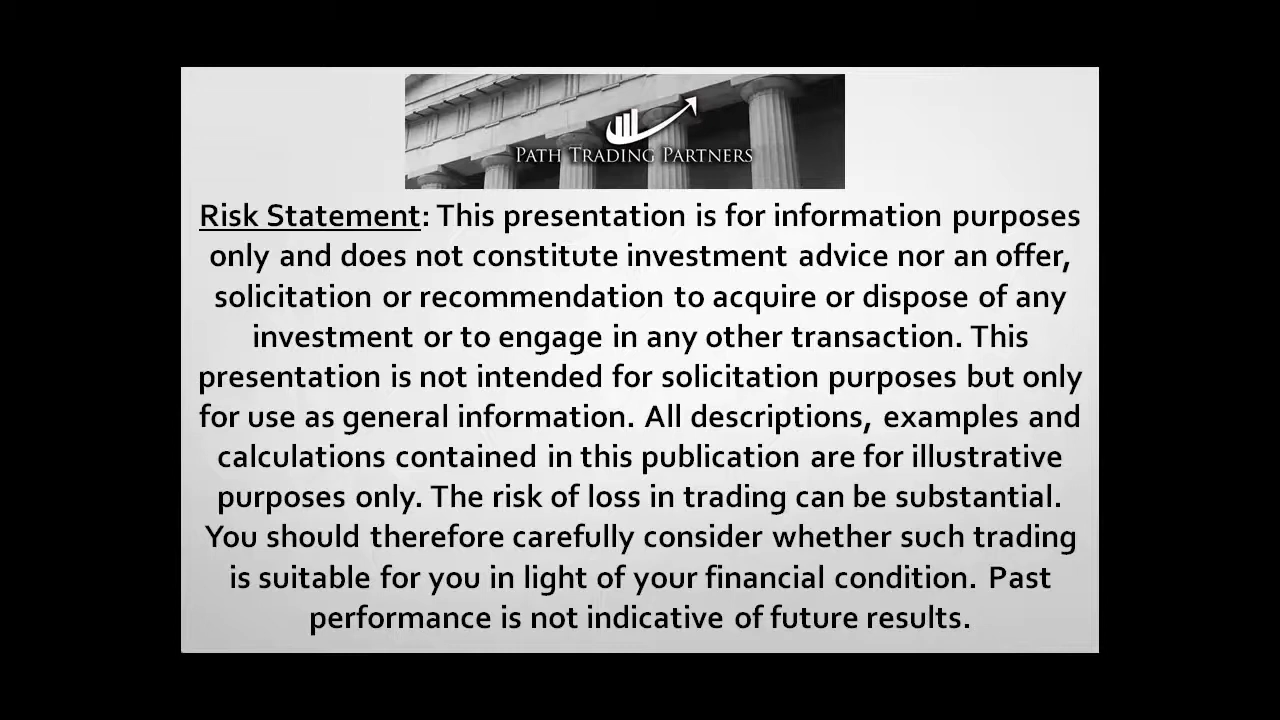 PATH TRADING PARTNERS
Risk Statement: This presentation is for information purposes
only and does not constitute investment advice nor an offer,
solicitation or recommendation to acquire or dispose of any
investment or to engage in any other transaction. This
presentation is not intended for solicitation purposes but only
for use as general information. All descriptions, examples and
calculations contained in this publication are for illustrative
purposes only. The risk of loss in trading can be substantial.
You should therefore carefully consider whether such trading
is suitable for you in light of your financial condition. Past
performance is not indicative of future results.